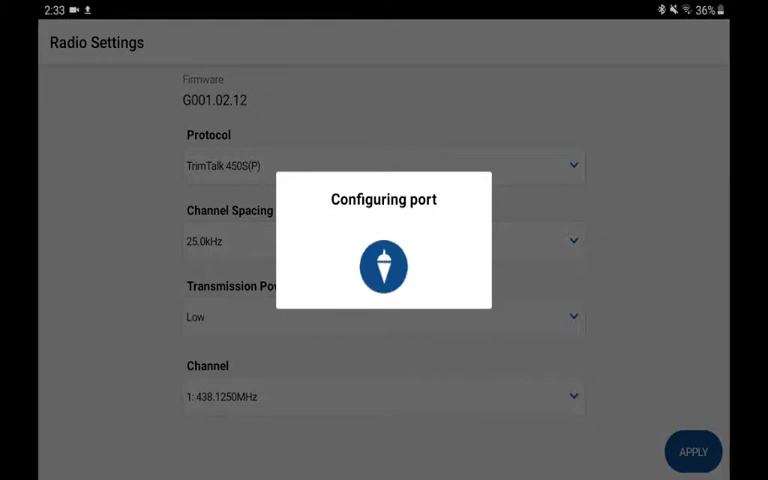 2:33 36%
Radio Settings
Firmware
G001.02.12
Protocol
TrimTalk 450S(P)
Configuring port
Channel Spacing
25.0kHz
Transmission Pow
Low
Channel
1: 438.1250MHz
APPLY